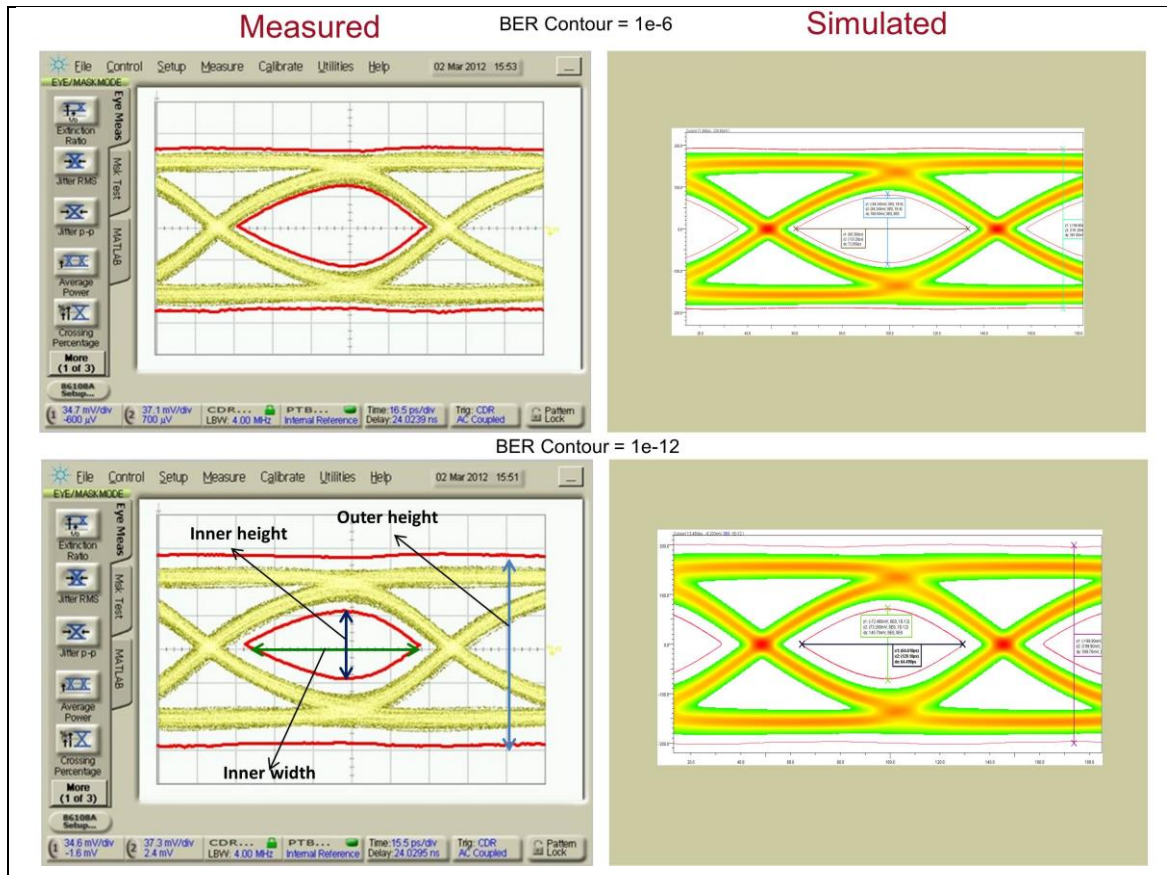 Measured
BER Contour = 1e-6
Simulated
File Control Setup Measure Calibrate Utilities Help 02 Mar 2012 15:53
EYE/MASK MODE
Eye Meas
Msk Test
MATLAB
Extinction
Ratio
Jitter RMS
Jitter p-p
Average
Power
Crossing
Percentage
More
(1 of 3)
86108A
Setup...
1 34.7 mV/div
-600 µV
2 37.1 mV/div
700 µV
CDR...
LBW: 4.00 MHz
PTB...
Internal Reference
Time:16.5 ps/div
Delay:24.0239 ns
Trig: CDR
AC Coupled
Pattern
Lock
BER Contour = 1e-12
File Control Setup Measure Calibrate Utilities Help 02 Mar 2012 15:51
EYE/MASK MODE
Eye Meas
Msk Test
MATLAB
Extinction
Ratio
Jitter RMS
Jitter p-p
Average
Power
Crossing
Percentage
More
(1 of 3)
86108A
Setup...
Inner height
Outer height
Inner width
1 34.6 mV/div
-1.6 mV
2 37.3 mV/div
2.4 mV
CDR...
LBW: 4.00 MHz
PTB...
Internal Reference
Time:15.5 ps/div
Delay:24.0295 ns
Trig: CDR
AC Coupled
Pattern
Lock